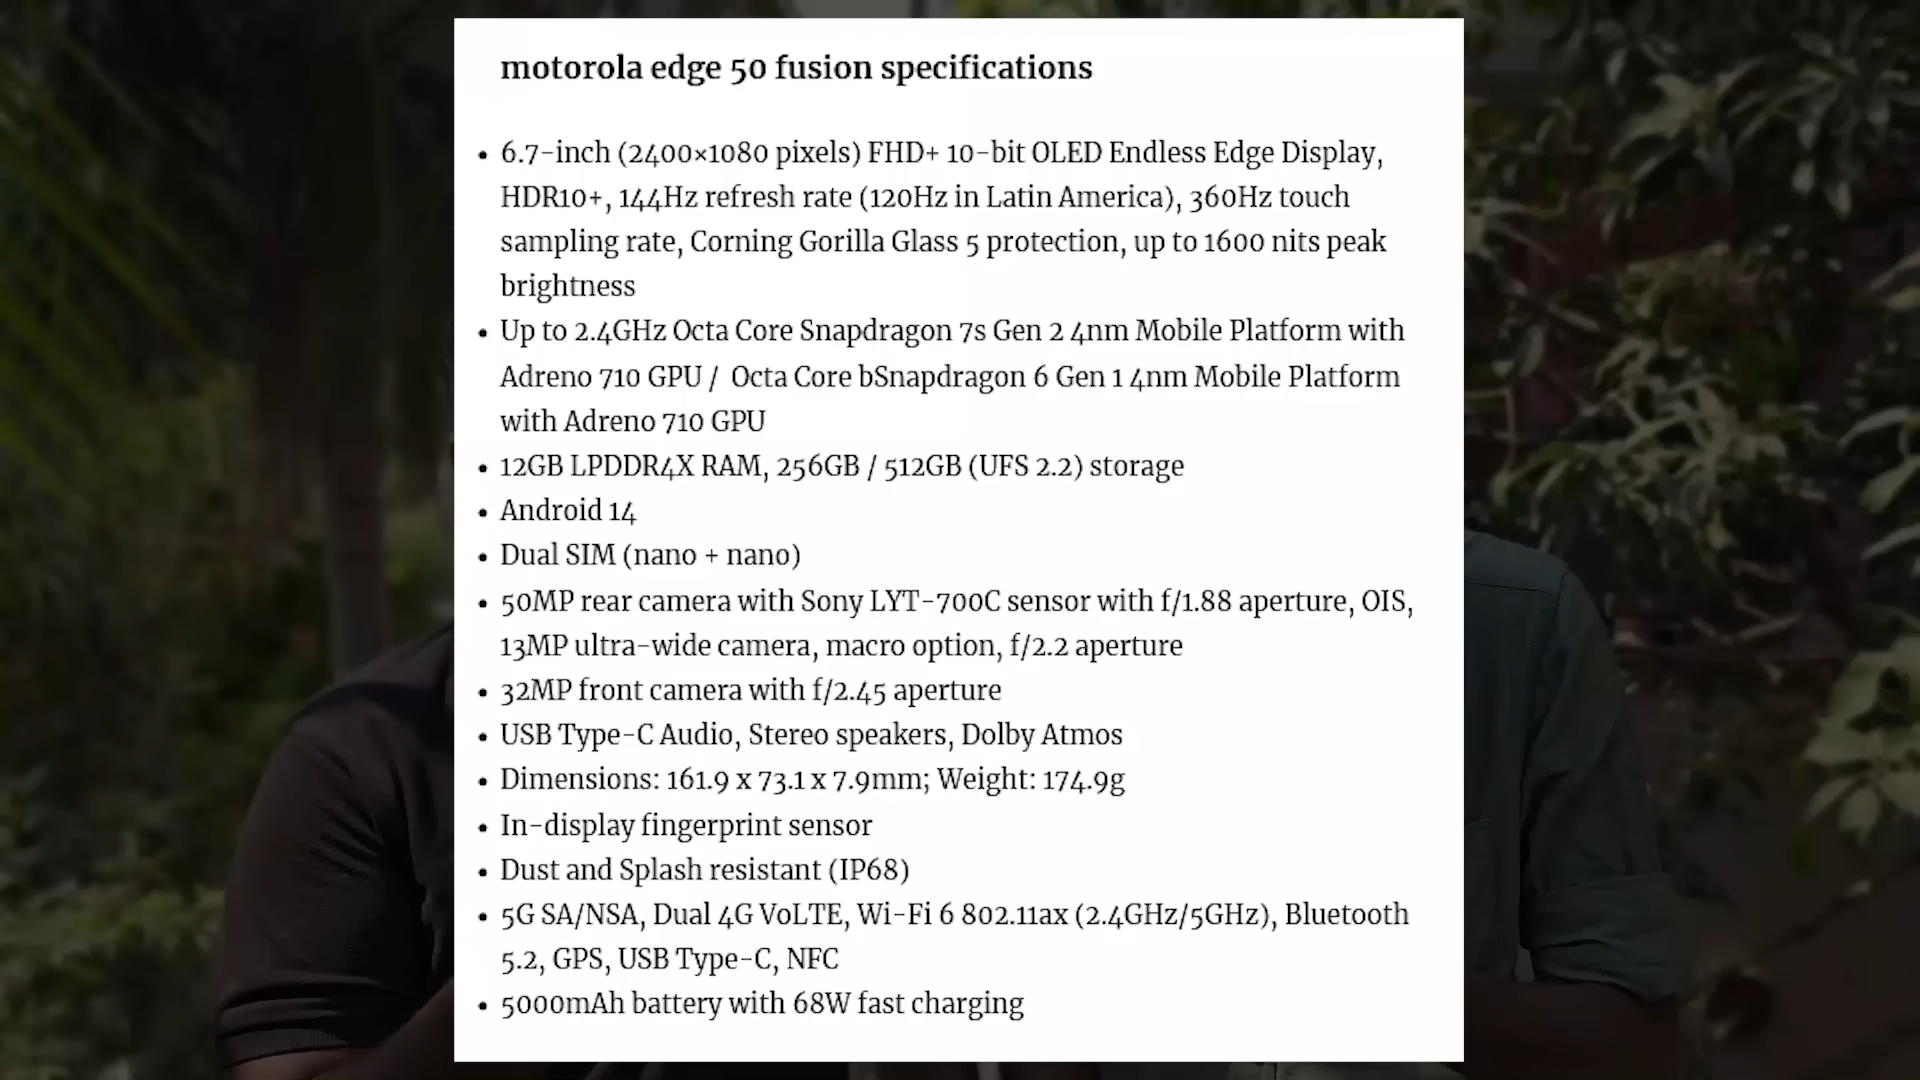 motorola edge 50 fusion specifications
• 6.7-inch (2400×1080 pixels) FHD+ 10-bit OLED Endless Edge Display,
HDR10+, 144Hz refresh rate (120Hz in Latin America), 360Hz touch
sampling rate, Corning Gorilla Glass 5 protection, up to 1600 nits peak
brightness
• Up to 2.4GHz Octa Core Snapdragon 7s Gen 2 4nm Mobile Platform with
Adreno 710 GPU / Octa Core bSnapdragon 6 Gen 1 4nm Mobile Platform
with Adreno 710 GPU
• 12GB LPDDR4X RAM, 256GB / 512GB (UFS 2.2) storage
• Android 14
• Dual SIM (nano + nano)
• 50MP rear camera with Sony LYT-700C sensor with f/1.88 aperture, OIS,
13MP ultra-wide camera, macro option, f/2.2 aperture
• 32MP front camera with f/2.45 aperture
• USB Type-C Audio, Stereo speakers, Dolby Atmos
• Dimensions: 161.9 x 73.1 x 7.9mm; Weight: 174.9g
• In-display fingerprint sensor
• Dust and Splash resistant (IP68)
• 5G SA/NSA, Dual 4G VoLTE, Wi-Fi 6 802.11ax (2.4GHz/5GHz), Bluetooth
5.2, GPS, USB Type-C, NFC
• 5000mAh battery with 68W fast charging